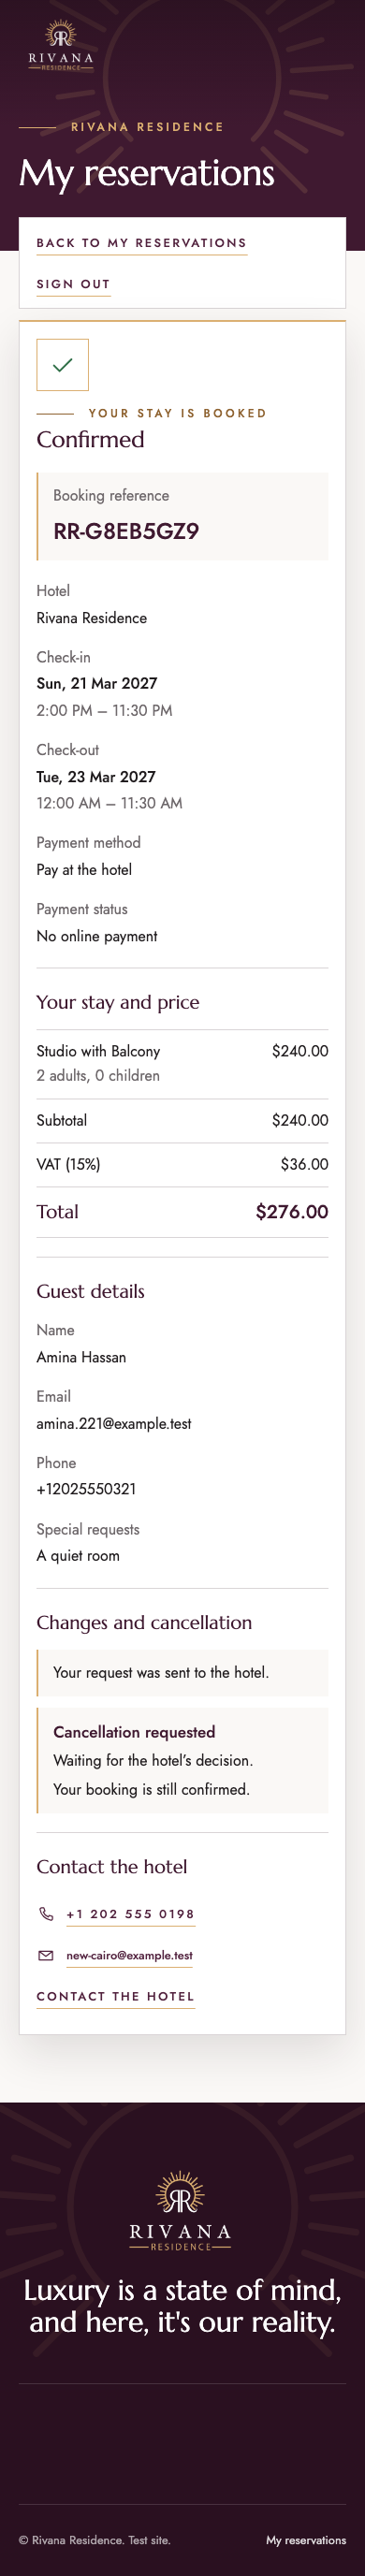 RIVANA
RESIDENCE
RIVANA RESIDENCE
My reservations
BACK TO MY RESERVATIONS
SIGN OUT
YOUR STAY IS BOOKED
Confirmed
Booking reference
RR-G8EB5GZ9
Hotel
Rivana Residence
Check-in
Sun, 21 Mar 2027
2:00 PM – 11:30 PM
Check-out
Tue, 23 Mar 2027
12:00 AM – 11:30 AM
Payment method
Pay at the hotel
Payment status
No online payment
Your stay and price
Studio with Balcony $240.00
2 adults, 0 children
Subtotal $240.00
VAT (15%) $36.00
Total $276.00
Guest details
Name
Amina Hassan
Email
amina.221@example.test
Phone
+12025550321
Special requests
A quiet room
Changes and cancellation
Your request was sent to the hotel.
Cancellation requested
Waiting for the hotel’s decision.
Your booking is still confirmed.
Contact the hotel
+1 202 555 0198
new-cairo@example.test
CONTACT THE HOTEL
RIVANA
RESIDENCE
Luxury is a state of mind,
and here, it's our reality.
© Rivana Residence. Test site. My reservations